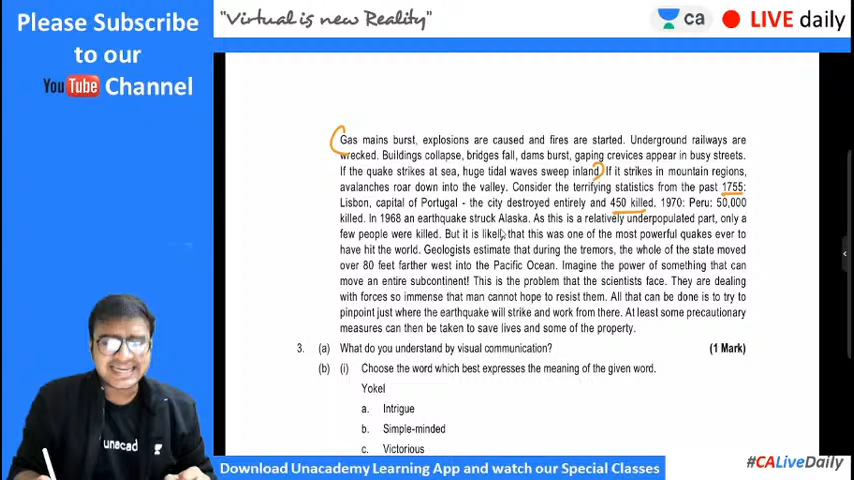 Please Subscribe
to our
You Tube Channel
"Virtual is new Reality"
ca
LIVE daily
Gas mains burst, explosions are caused and fires are started. Underground railways are
wrecked. Buildings collapse, bridges fall, dams burst, gaping crevices appear in busy streets.
If the quake strikes at sea, huge tidal waves sweep inland. If it strikes in mountain regions,
avalanches roar down into the valley. Consider the terrifying statistics from the past 1755:
Lisbon, capital of Portugal - the city destroyed entirely and 450 killed. 1970: Peru: 50,000
killed. In 1968 an earthquake struck Alaska. As this is a relatively underpopulated part, only a
few people were killed. But it is likely that this was one of the most powerful quakes ever to
have hit the world. Geologists estimate that during the tremors, the whole of the state moved
over 80 feet farther west into the Pacific Ocean. Imagine the power of something that can
move an entire subcontinent! This is the problem that the scientists face. They are dealing
with forces so immense that man cannot hope to resist them. All that can be done is to try to
pinpoint just where the earthquake will strike and work from there. At least some precautionary
measures can then be taken to save lives and some of the property.
3. (a) What do you understand by visual communication? (1 Mark)
(b) (i) Choose the word which best expresses the meaning of the given word.
Yokel
a. Intrigue
b. Simple-minded
c. Victorious
unacad
Download Unacademy Learning App and watch our Special Classes
#CALiveDaily